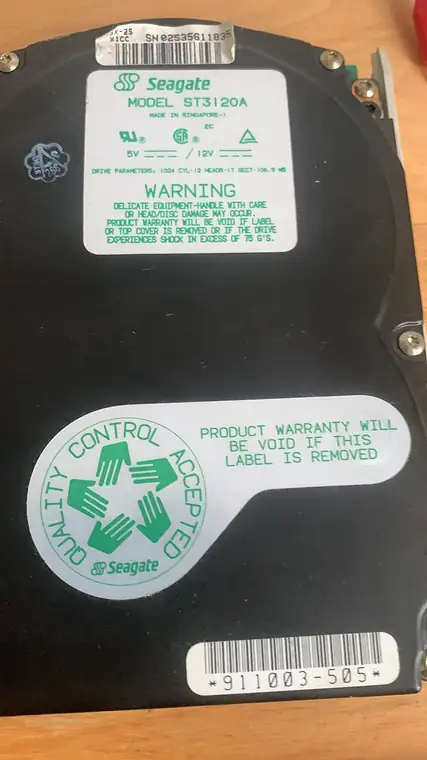 SN 02535611835
Seagate
MODEL ST3120A
MADE IN SINGAPORE-1
2C
5V / 12V
DRIVE PARAMETERS: 1024 CYL-12 HEADS-17 SECT-106.9 MB
WARNING
DELICATE EQUIPMENT-HANDLE WITH CARE
OR HEAD/DISC DAMAGE MAY OCCUR.
PRODUCT WARRANTY WILL BE VOID IF LABEL
OR TOP COVER IS REMOVED OR IF THE DRIVE
EXPERIENCES SHOCK IN EXCESS OF 75 G'S.
QUALITY CONTROL ACCEPTED
Seagate
PRODUCT WARRANTY WILL
BE VOID IF THIS
LABEL IS REMOVED
*911003-505*